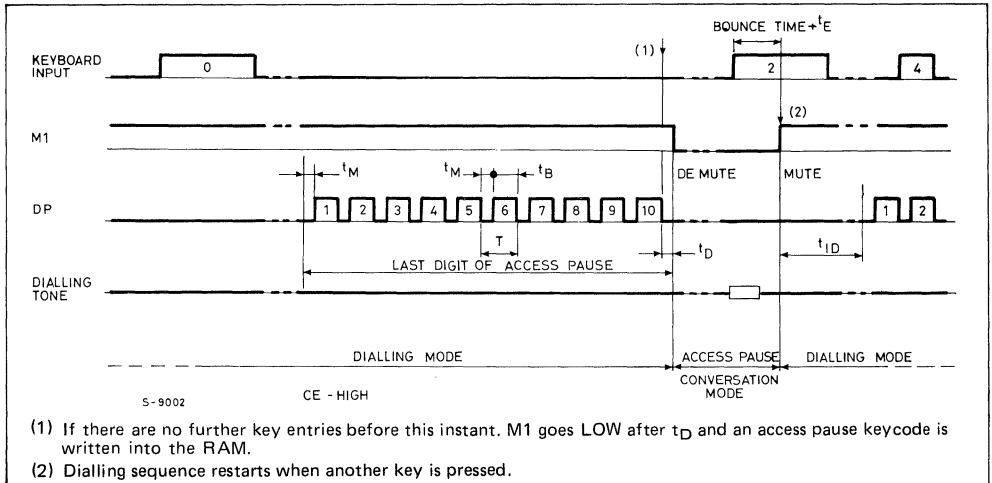 BOUNCE TIME+tE
(1)
KEYBOARD
INPUT
0
2
4
(2)
M1
tM
tM
tB
DE MUTE
MUTE
DP
1 2 3 4 5 6 7 8 9 10
1 2
T
tD
tID
LAST DIGIT OF ACCESS PAUSE
DIALLING
TONE
DIALLING MODE
ACCESS PAUSE
DIALLING MODE
CONVERSATION
MODE
S-9002
CE - HIGH
(1) If there are no further key entries before this instant. M1 goes LOW after tD and an access pause keycode is
written into the RAM.
(2) Dialling sequence restarts when another key is pressed.